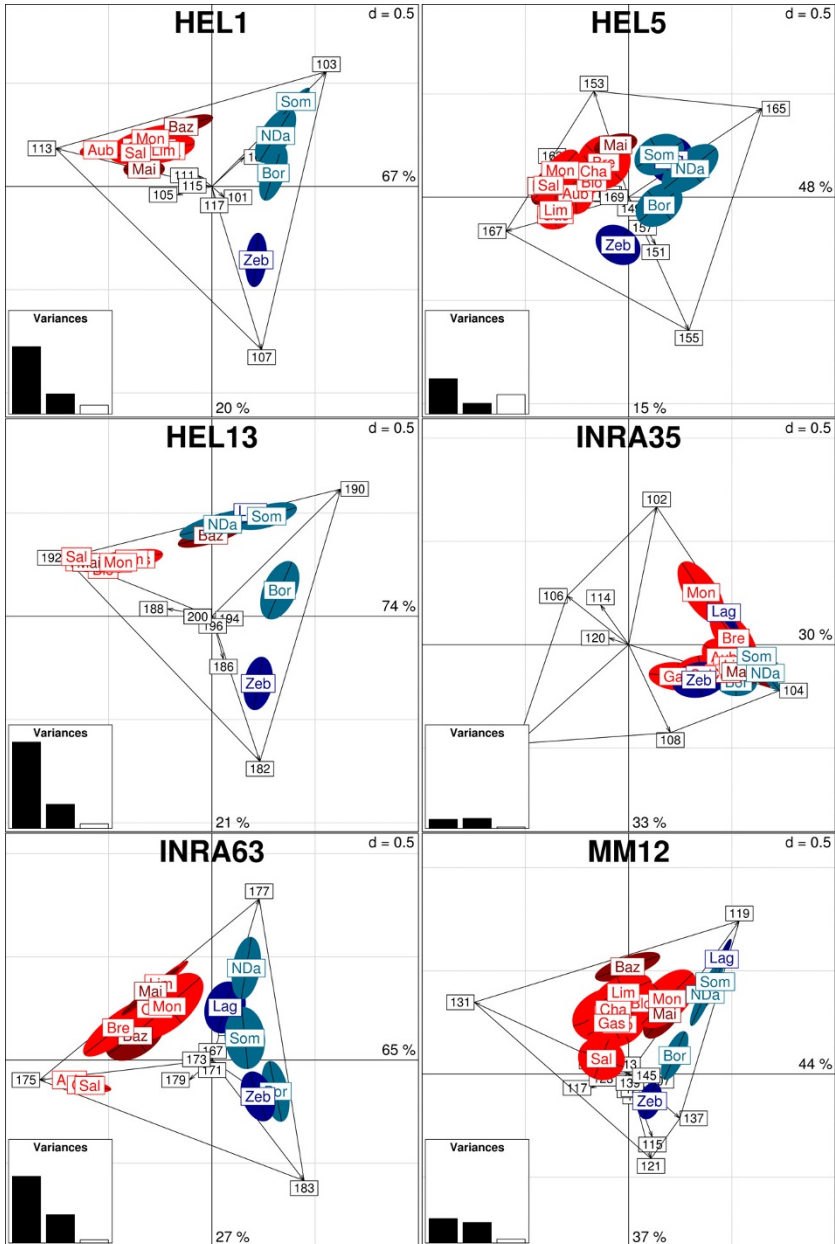 HEL1
d = 0.5
103
Som
Baz
NDa
Mon
Aub
Sal
Lim
113
Mai
Bor
111
115
105
101
117
67 %
Zeb
107
Variances
20 %
HEL5
d = 0.5
153
165
Mai
Som
Mon
Bre
Cha
NDa
Sal
Blo
Aub
169
Bor
Lim
167
157
48 %
Zeb
151
155
Variances
15 %
HEL13
d = 0.5
190
NDa
Som
Baz
192
Sal
Mon
Bor
188
200
194
196
74 %
186
Zeb
182
Variances
21 %
INRA35
d = 0.5
102
106
114
Mon
Lag
120
Bre
30 %
Aub
Som
Ma
NDa
Zeb
Bor
104
108
Variances
33 %
INRA63
d = 0.5
177
NDa
Lim
Mai
Mon
Lag
Bre
Baz
Som
167
173
65 %
171
175
Sal
179
Zeb
183
Variances
27 %
MM12
d = 0.5
119
Lag
Baz
Som
131
Lim
Mon
NDa
Cha
Gas
Mai
Sal
Bor
145
44 %
117
139
Zeb
137
115
121
Variances
37 %